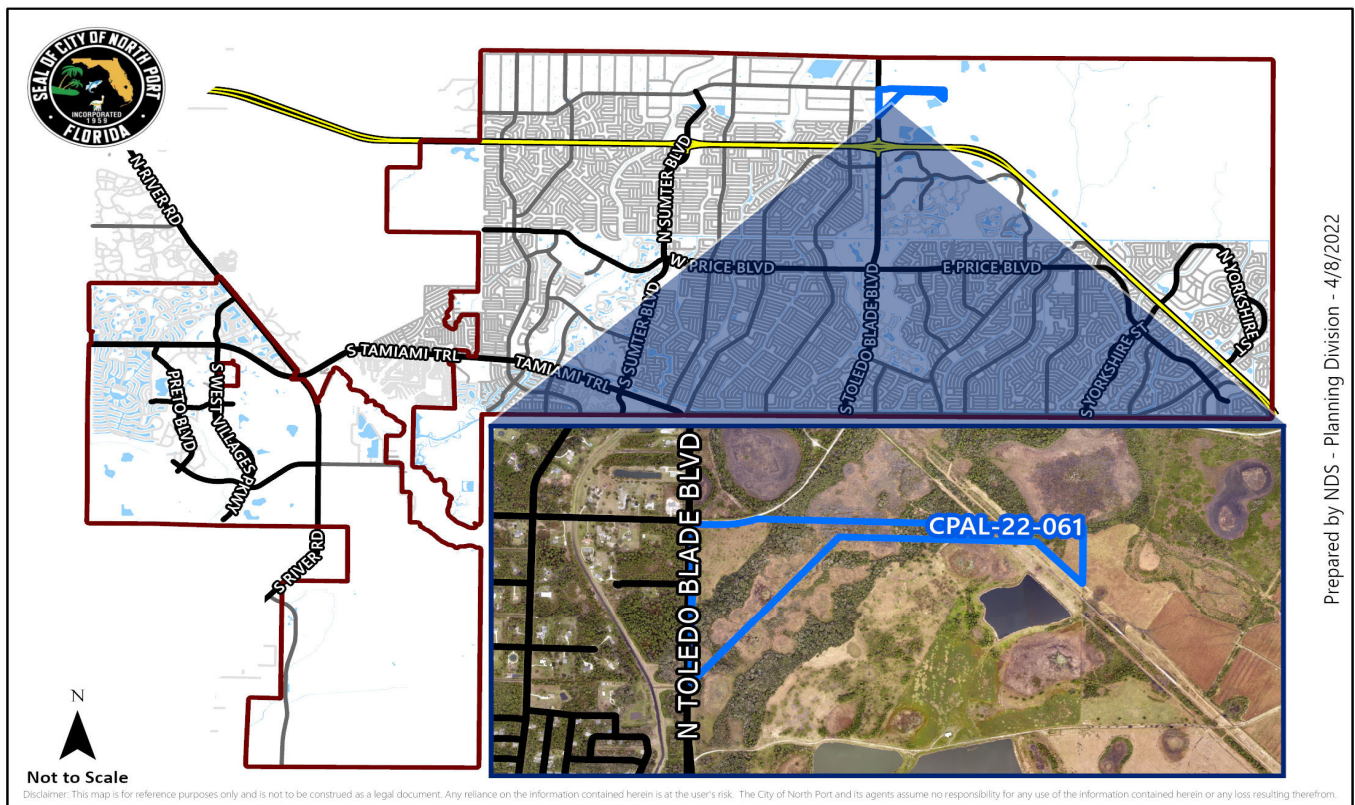 SEAL OF CITY OF NORTH PORT
INCORPORATED
1959
• FLORIDA •
N RIVER RD
N SUMTER BLVD
W PRICE BLVD
E PRICE BLVD
N YORKSHIRE ST
S TOLEDO BLADE BLVD
S SUMTER BLVD
S YORKSHIRE ST
S TAMIAMI TRL
TAMIAMI TRL
PRETO BLVD
S WEST VILLAGES PKWY
S RIVER RD
N TOLEDO BLADE BLVD
CPAL-22-061
Prepared by NDS - Planning Division - 4/8/2022
N
Not to Scale
Disclaimer: This map is for reference purposes only and is not to be construed as a legal document. Any reliance on the information contained herein is at the user's risk. The City of North Port and its agents assume no responsibility for any use of the information contained herein or any loss resulting therefrom.